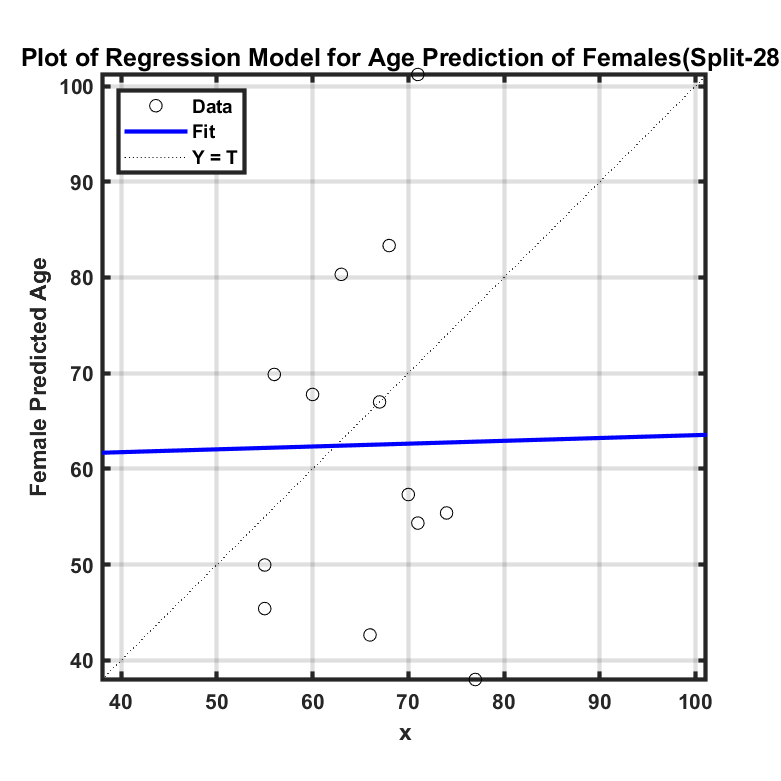 Plot of Regression Model for Age Prediction of Females(Split-28
Data
Fit
Y = T
Female Predicted Age
100
90
80
70
60
50
40
40 50 60 70 80 90 100
x